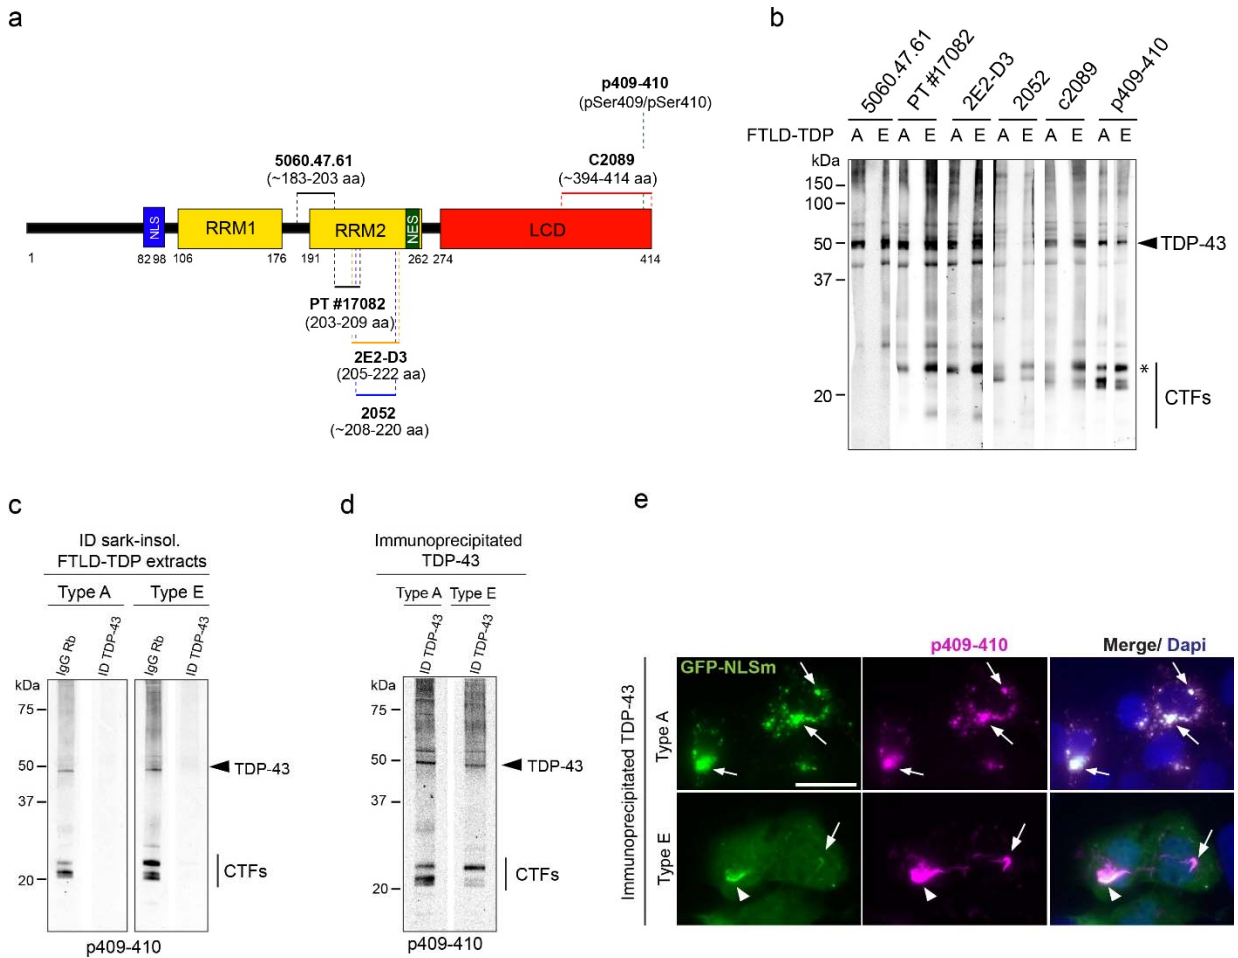 a
p409-410
(pSer409/pSer410)
5060.47.61
(~183-203 aa)
C2089
(~394-414 aa)
NLS
RRM1
RRM2
NES
LCD
1
82 98 106
176
191
262
274
414
PT #17082
(203-209 aa)
2E2-D3
(205-222 aa)
2052
(~208-220 aa)
b
5060.47.61
PT #17082
2E2-D3
2052
c2089
p409-410
FTLD-TDP A E A E A E A E A E A E
kDa
150
100
50
37
20
TDP-43
*
CTFs
c
ID sark-insol.
FTLD-TDP extracts
Type A
Type E
IgG Rb
ID TDP-43
IgG Rb
ID TDP-43
kDa
75
50
37
20
TDP-43
CTFs
p409-410
d
Immunoprecipitated
TDP-43
Type A Type E
ID TDP-43
ID TDP-43
kDa
75
50
37
20
TDP-43
CTFs
p409-410
e
p409-410
Merge/ Dapi
GFP-NLSm
Immunoprecipitated TDP-43
Type A
Type E